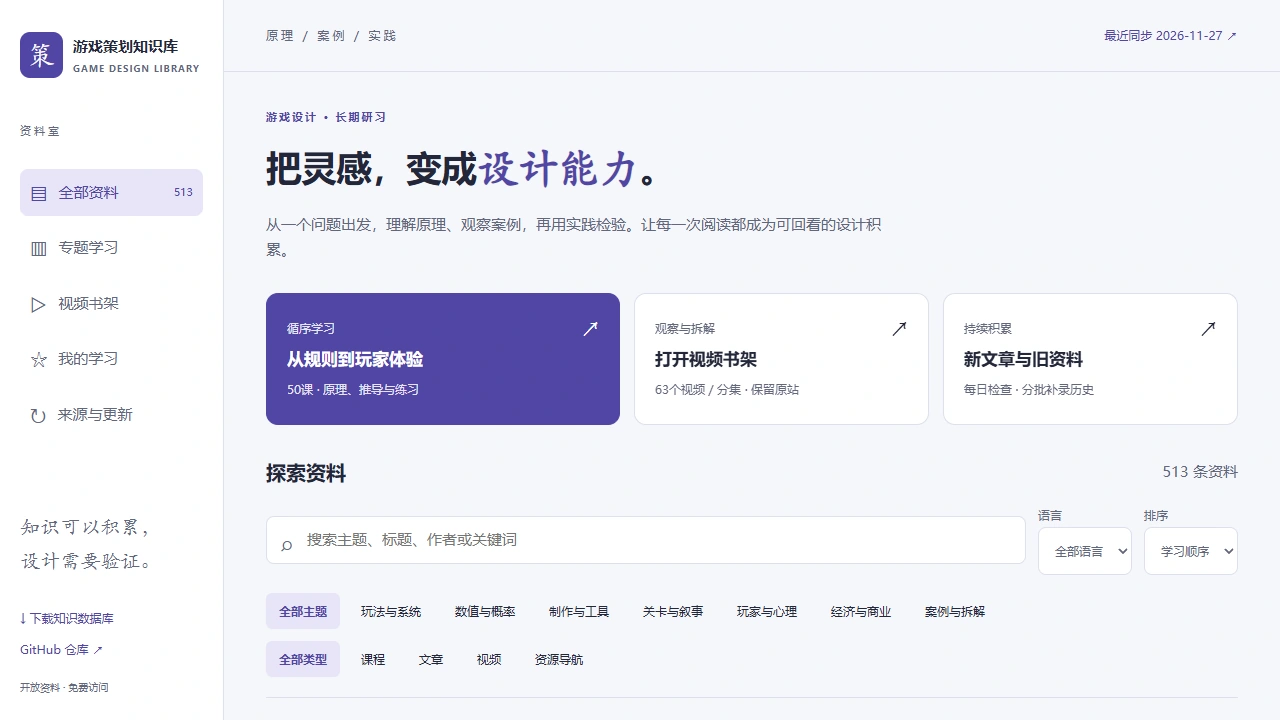 策
游戏策划知识库
GAME DESIGN LIBRARY
资料室
全部资料 513
专题学习
视频书架
我的学习
来源与更新
知识可以积累，
设计需要验证。
↓下载知识数据库
GitHub 仓库 ↗
开放资料 · 免费访问
原理 / 案例 / 实践
最近同步 2026-11-27 ↗
游戏设计 • 长期研习
把灵感，变成设计能力。
从一个问题出发，理解原理、观察案例，再用实践检验。让每一次阅读都成为可回看的设计积
累。
循序学习 ↗
从规则到玩家体验
50课 · 原理、推导与练习
观察与拆解 ↗
打开视频书架
63个视频 / 分集 · 保留原站
持续积累 ↗
新文章与旧资料
每日检查 · 分批补录历史
探索资料
513 条资料
搜索主题、标题、作者或关键词
语言
全部语言
排序
学习顺序
全部主题 玩法与系统 数值与概率 制作与工具 关卡与叙事 玩家与心理 经济与商业 案例与拆解
全部类型 课程 文章 视频 资源导航